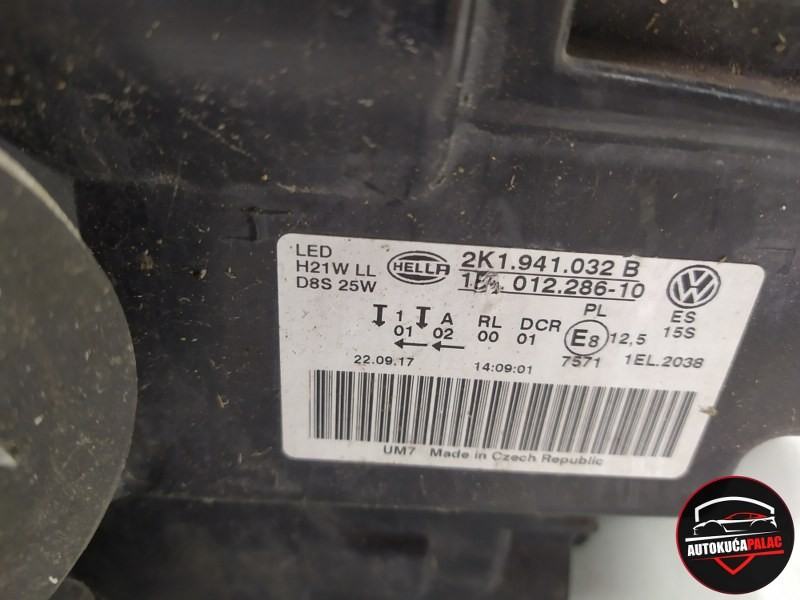 LED
H21W LL
D8S 25W
HELLA
2K1.941.032 B
012.286-10
PL
ES
1 A RL DCR E8 12,5 15S
01 02 00 01
7571 1EL.2038
22.09.17 14:09:01
UM7 Made in Czech Republic
AUTOKUĆAPALAC